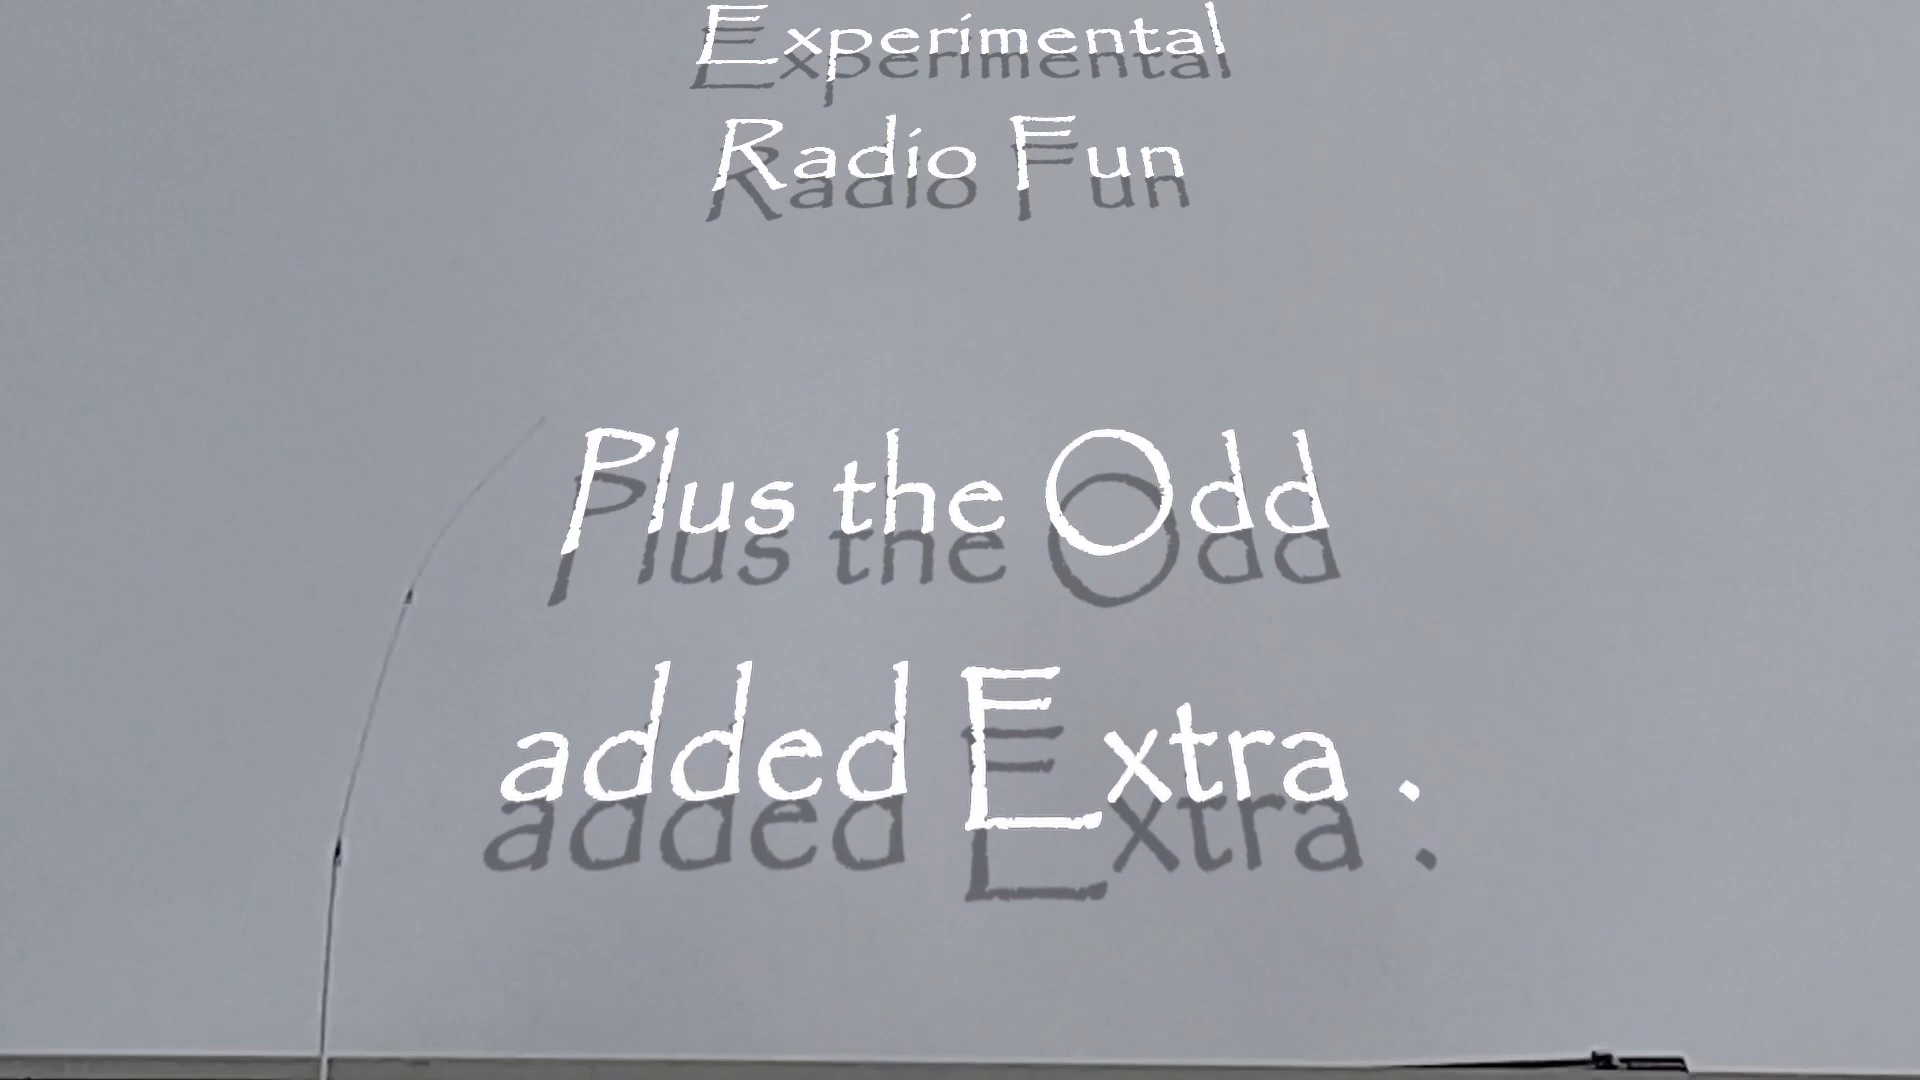 Experimental
Radio Fun
Plus the Odd
added Extra .